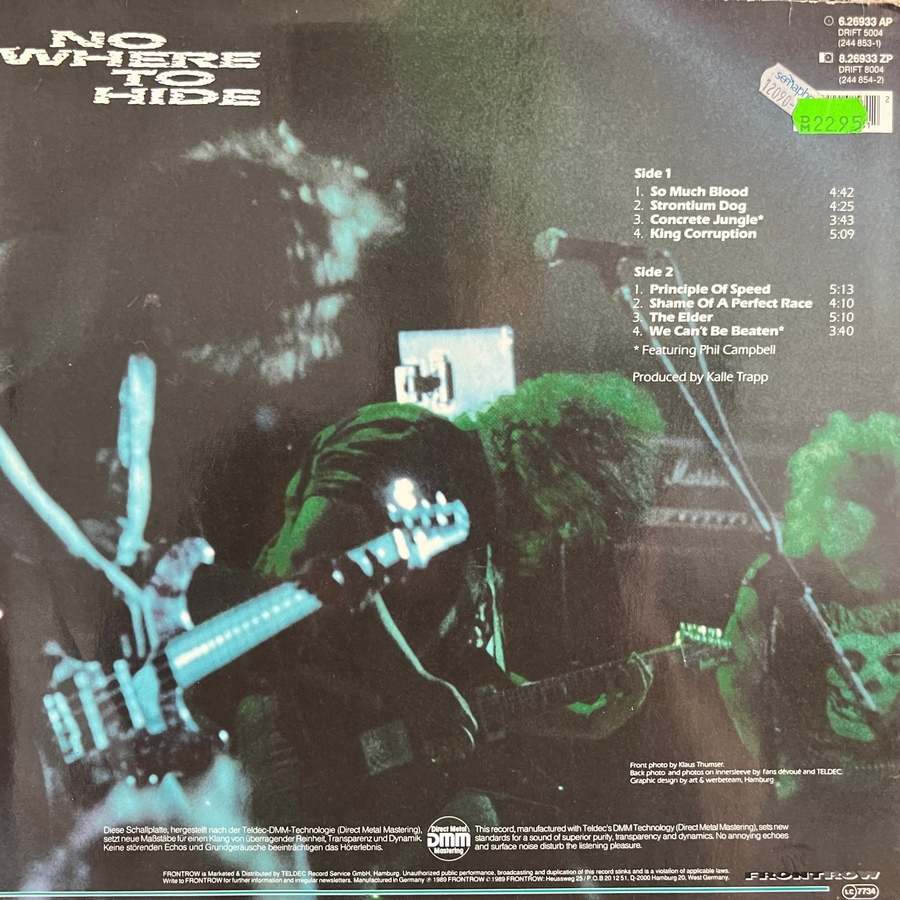 NO
WHERE
TO
HIDE
6.26933 AP
DRIFT 5004
(244 853-1)
8.26933 ZP
DRIFT 8004
(244 854-2)
12090-
2
DM 22.95
Side 1
1. So Much Blood 4:42
2. Strontium Dog 4:25
3. Concrete Jungle* 3:43
4. King Corruption 5:09
Side 2
1. Principle Of Speed 5:13
2. Shame Of A Perfect Race 4:10
3. The Elder 5:10
4. We Can't Be Beaten* 3:40
* Featuring Phil Campbell
Produced by Kalle Trapp
Marshall
Front photo by Klaus Thumser.
Back photo and photos on innersleeve by fans dévoué and TELDEC.
Graphic design by art & werbeteam, Hamburg
Diese Schallplatte, hergestellt nach der Teldec-DMM-Technologie (Direct Metal Mastering),
setzt neue Maßstäbe für einen Klang von überragender Reinheit, Transparenz und Dynamik.
Keine störenden Echos und Grundgeräusche beeinträchtigen das Hörerlebnis.
Direct Metal
DMM
Mastering
This record, manufactured with Teldec's DMM Technology (Direct Metal Mastering), sets new
standards for a sound of superior purity, transparency and dynamics. No annoying echoes
and surface noise disturb the listening pleasure.
FRONTROW is Marketed & Distributed by TELDEC Record Service GmbH, Hamburg. Unauthorized public performance, broadcasting and duplication of this record stricks and is a violation of applicable laws.
Write to FRONTROW for further information and irregular newsletters. Manufactured in Germany ℗ 1989 FRONTROW © 1989 FRONTROW: Heussweg 25/P.O.B 20 12 51, D-2000 Hamburg 20, West Germany.
FRONTROW
LC 7734